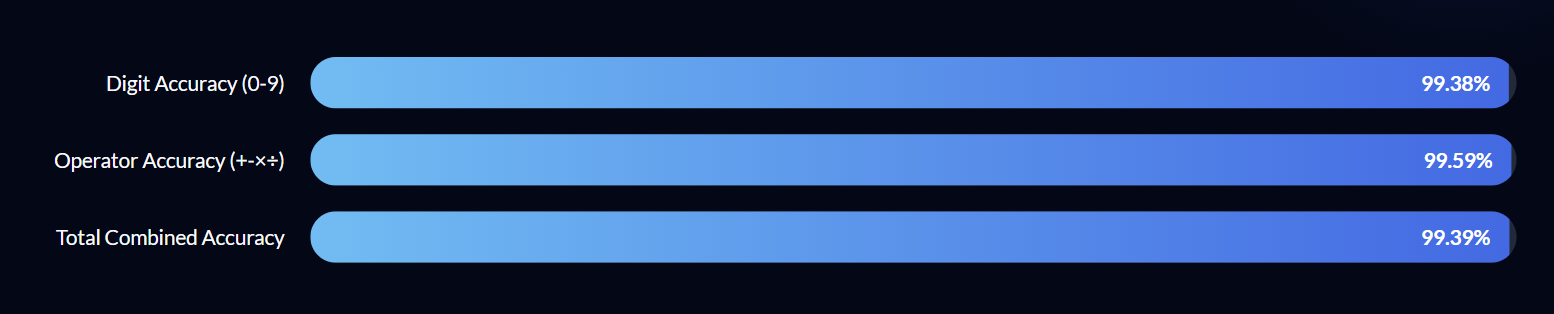 Digit Accuracy (0-9) 99.38%
Operator Accuracy (+-×÷) 99.59%
Total Combined Accuracy 99.39%